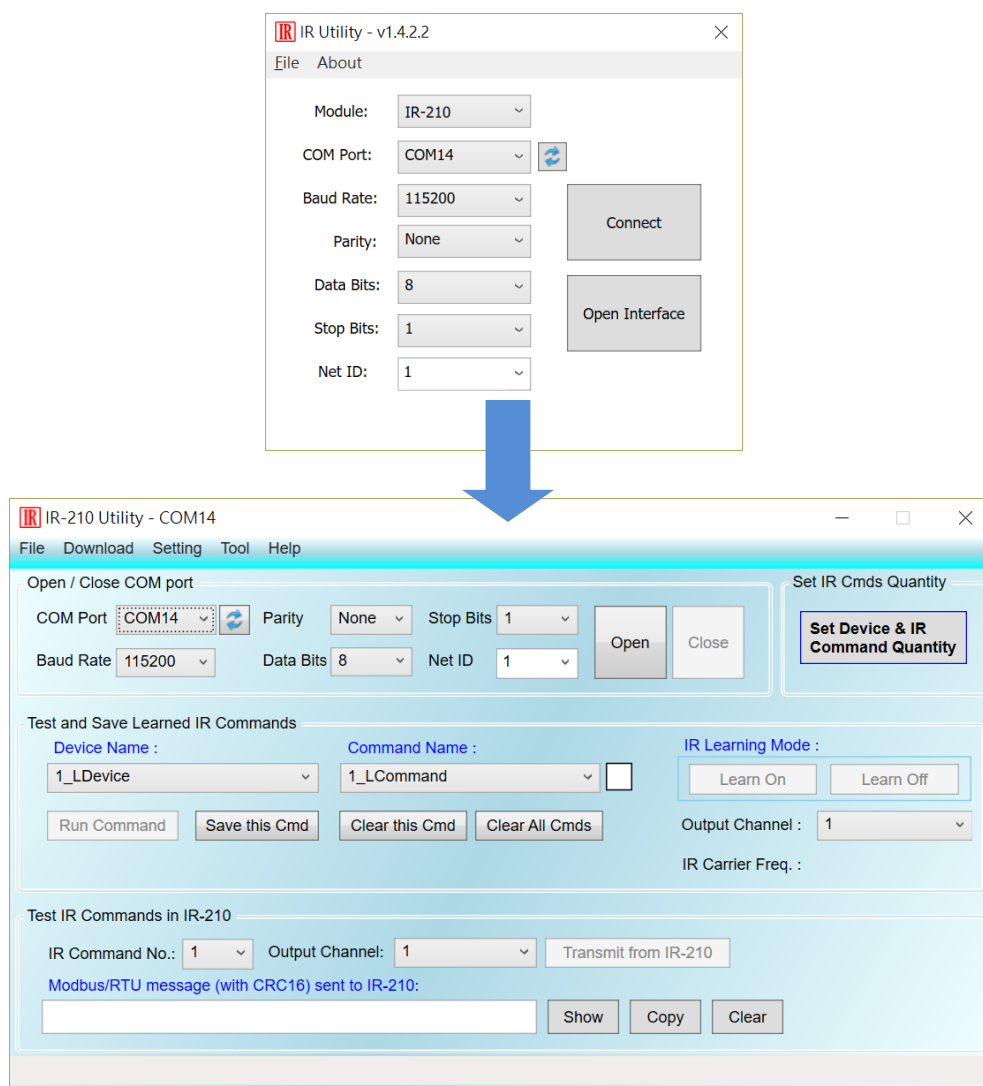 IR IR Utility - v1.4.2.2
File About
Module: IR-210
COM Port: COM14
Baud Rate: 115200
Connect
Parity: None
Data Bits: 8
Open Interface
Stop Bits: 1
Net ID: 1
IR IR-210 Utility - COM14
File Download Setting Tool Help
Open / Close COM port
Set IR Cmds Quantity
COM Port COM14 Parity None Stop Bits 1
Open Close
Set Device & IR
Command Quantity
Baud Rate 115200 Data Bits 8 Net ID 1
Test and Save Learned IR Commands
Device Name : Command Name : IR Learning Mode :
1_LDevice 1_LCommand Learn On Learn Off
Run Command Save this Cmd Clear this Cmd Clear All Cmds Output Channel : 1
IR Carrier Freq. :
Test IR Commands in IR-210
IR Command No.: 1 Output Channel: 1 Transmit from IR-210
Modbus/RTU message (with CRC16) sent to IR-210:
Show Copy Clear